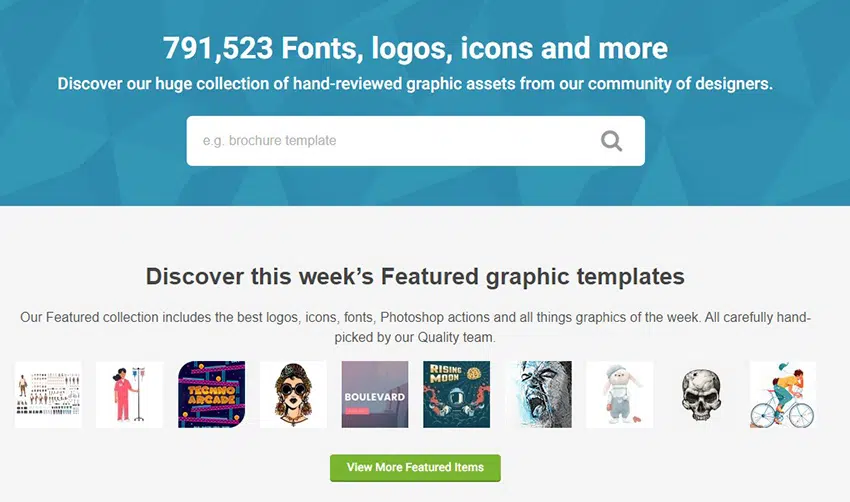 791,523 Fonts, logos, icons and more
Discover our huge collection of hand-reviewed graphic assets from our community of designers.
e.g. brochure template
Discover this week’s Featured graphic templates
Our Featured collection includes the best logos, icons, fonts, Photoshop actions and all things graphics of the week. All carefully hand-
picked by our Quality team.
TECHNO
ARCADE
BOULEVARD
RISING
MOON
View More Featured Items